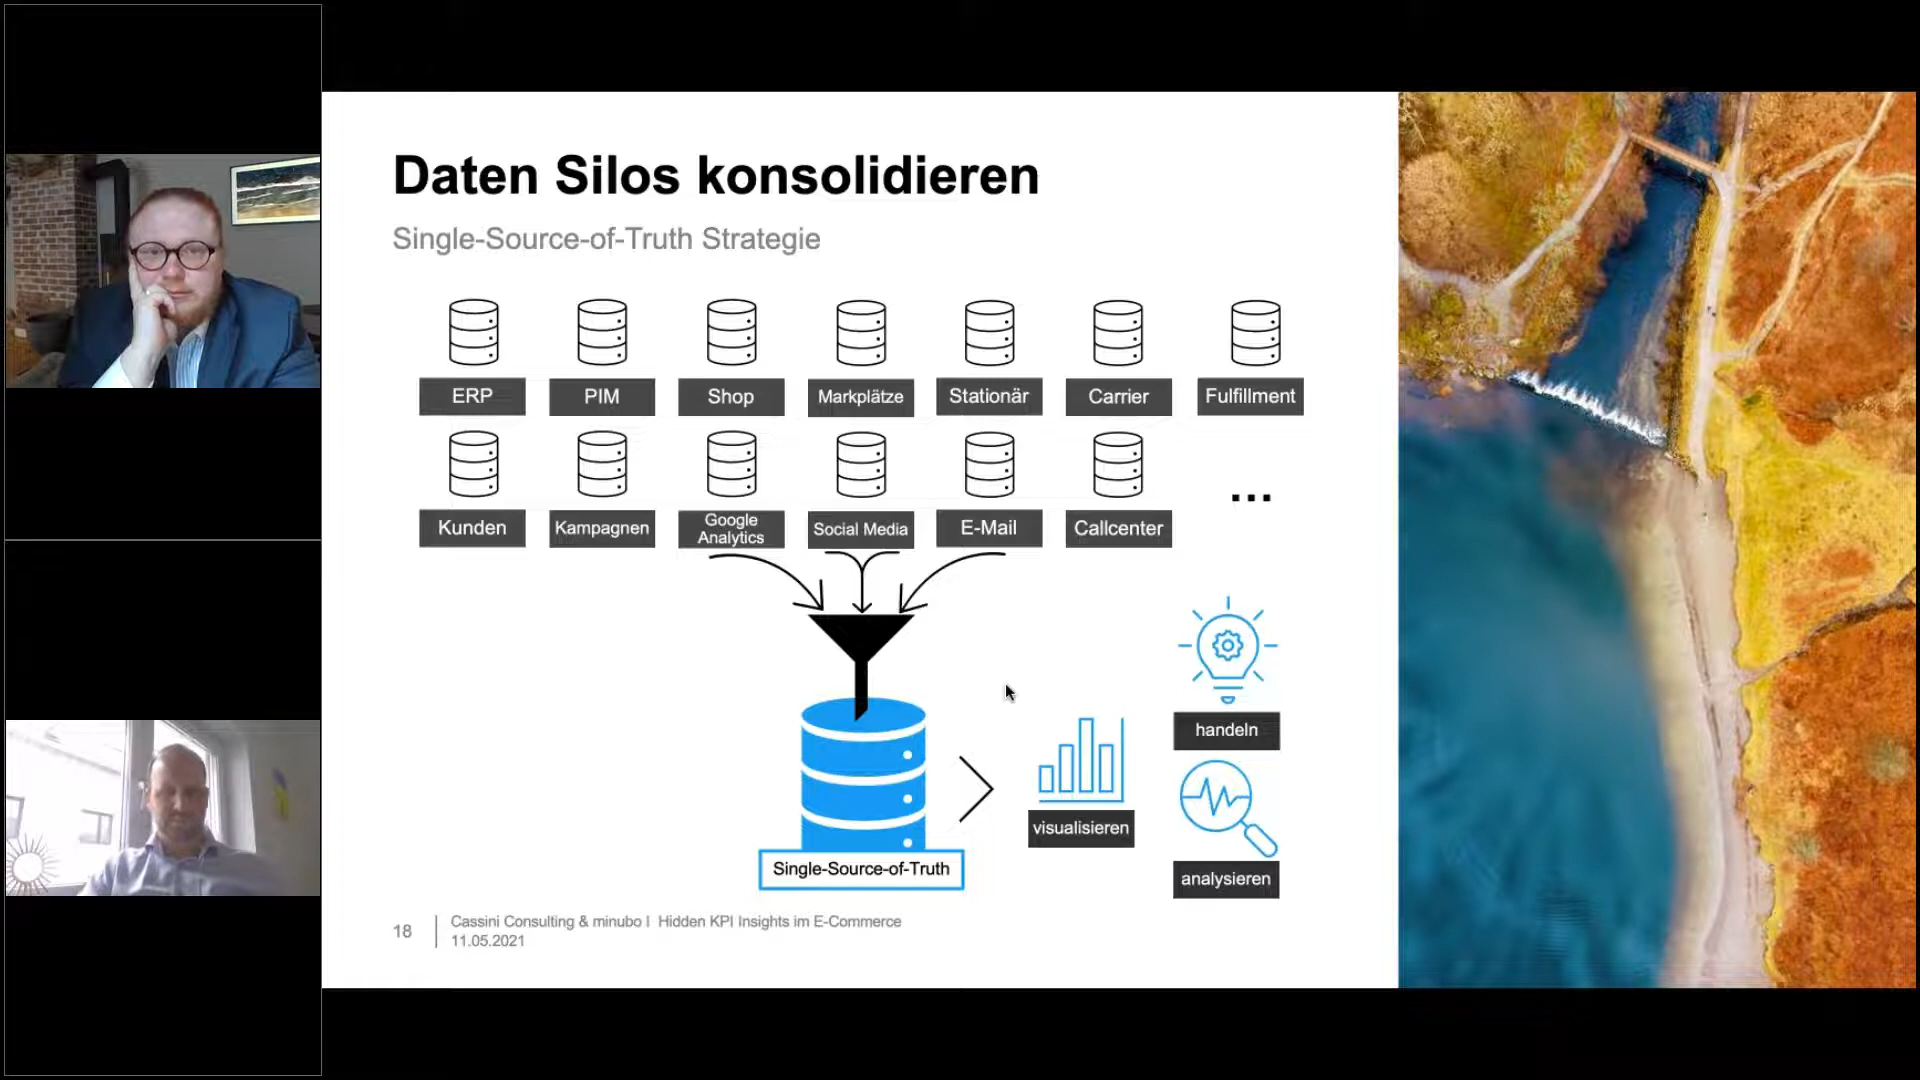 Daten Silos konsolidieren
Single-Source-of-Truth Strategie
ERP
PIM
Shop
Markplätze
Stationär
Carrier
Fulfillment
Kunden
Kampagnen
Google
Analytics
Social Media
E-Mail
Callcenter
...
handeln
visualisieren
analysieren
Single-Source-of-Truth
18
Cassini Consulting & minubo I Hidden KPI Insights im E-Commerce
11.05.2021